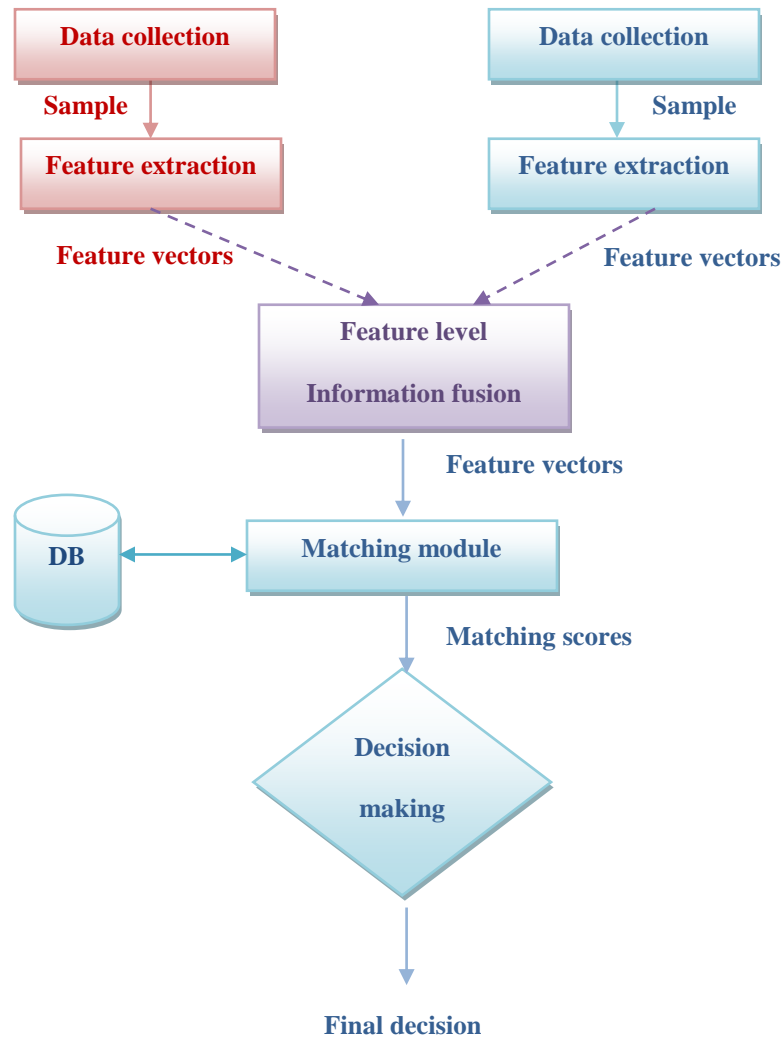 Data collection
Data collection
Sample
Sample
Feature extraction
Feature extraction
Feature vectors
Feature vectors
Feature level
Information fusion
Feature vectors
DB
Matching module
Matching scores
Decision
making
Final decision